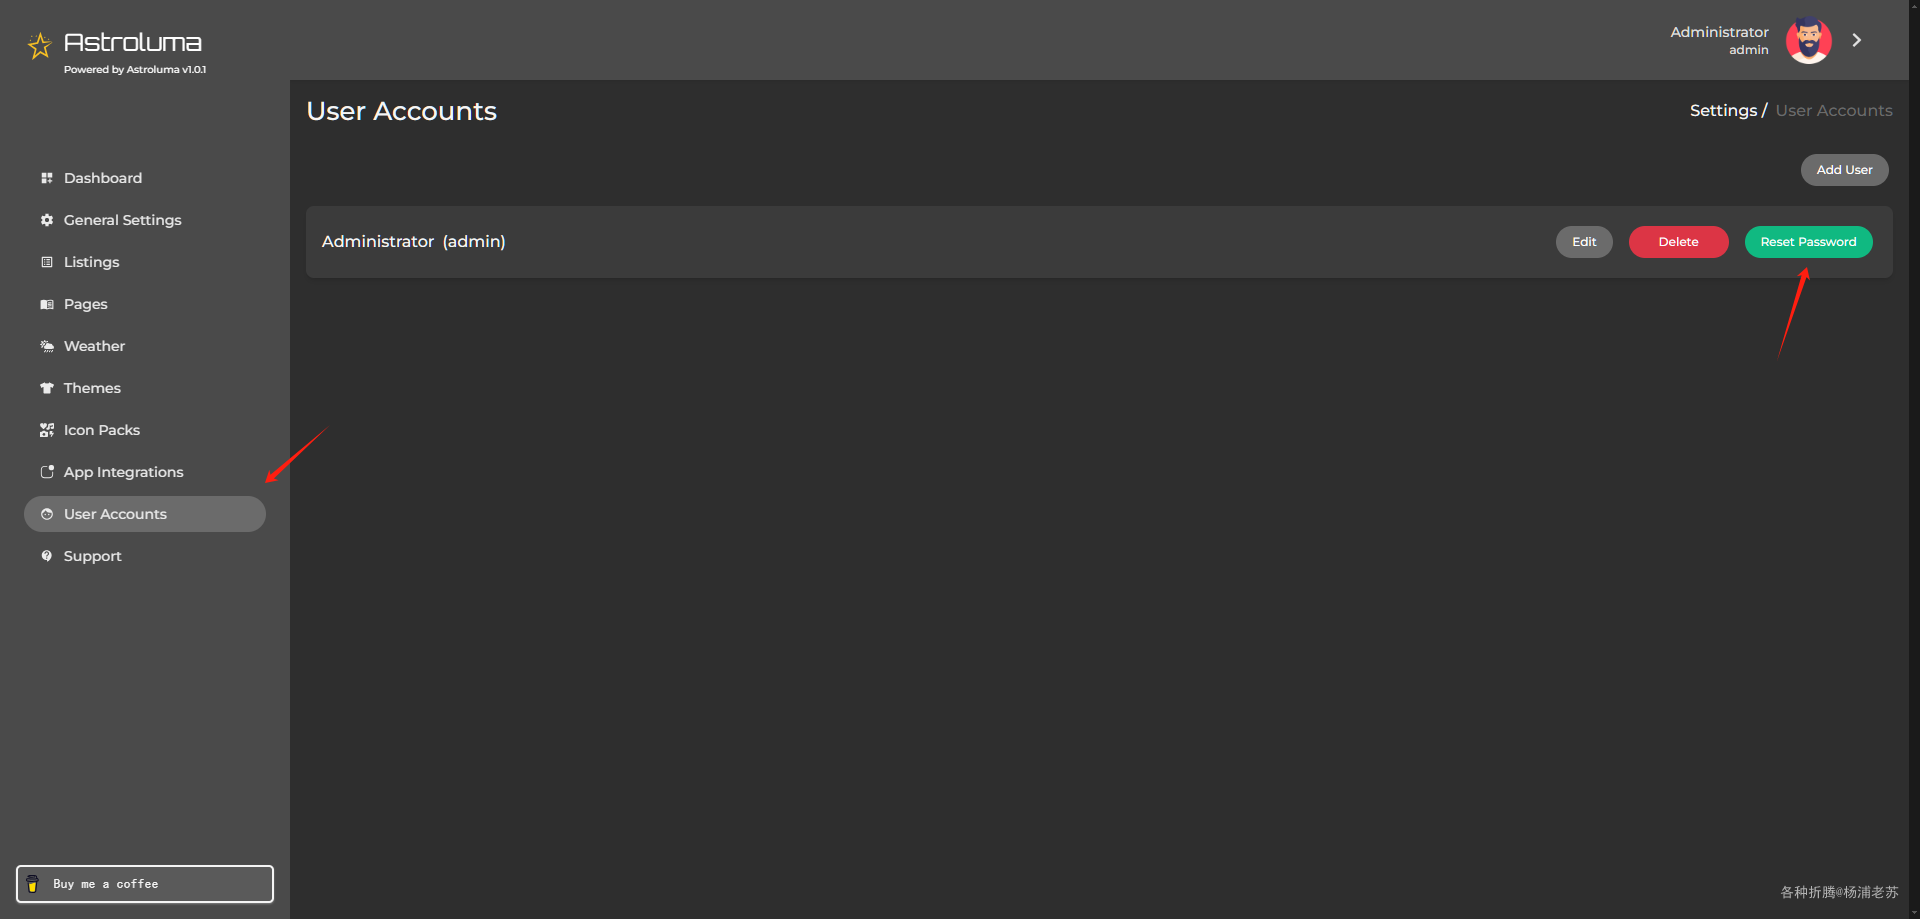 Astroluma
Powered by Astroluma v1.0.1
Administrator
admin
User Accounts
Settings / User Accounts
Add User
Administrator (admin)
Edit
Delete
Reset Password
Dashboard
General Settings
Listings
Pages
Weather
Themes
Icon Packs
App Integrations
User Accounts
Support
Buy me a coffee
各种折腾@杨浦老苏